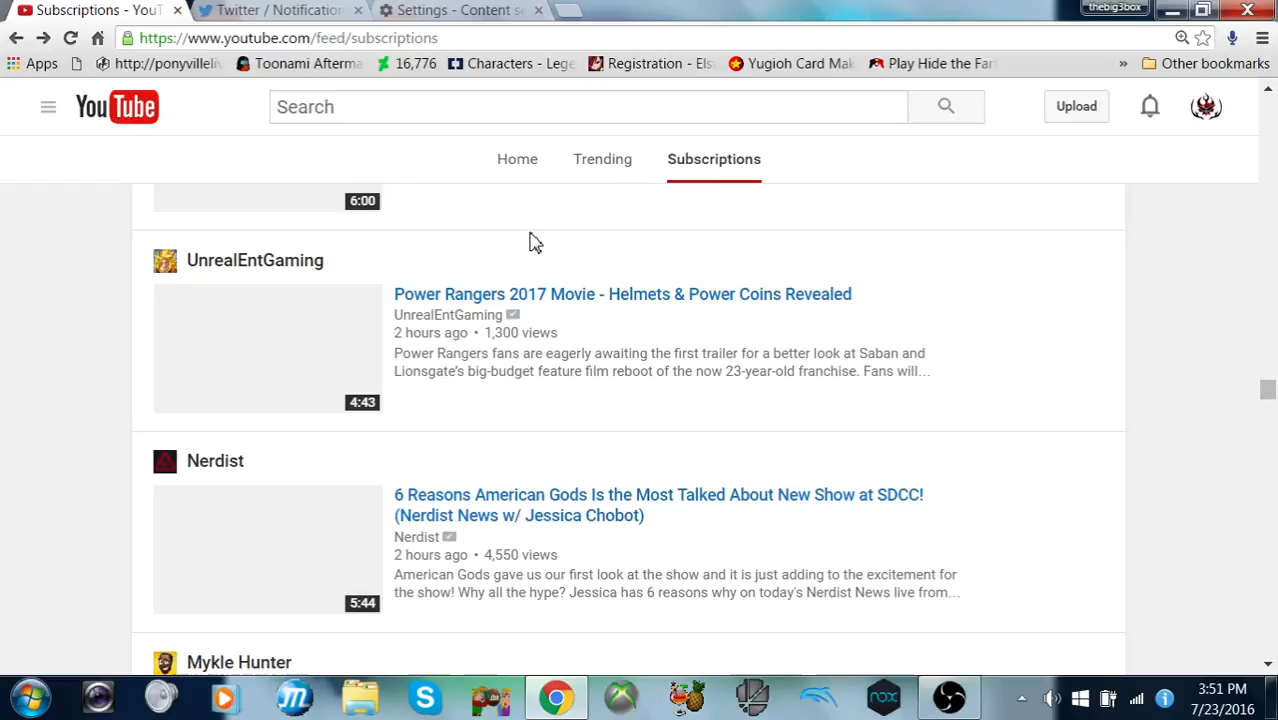 Subscriptions - YouT
Twitter / Notification
Settings - Content se
thebig3box
https://www.youtube.com/feed/subscriptions
Apps
http://ponyvilleliv
Toonami Afterma
16,776
Characters - Lege
Registration - Els
Yugioh Card Mak
Play Hide the Fan
»
Other bookmarks
YouTube
Search
Upload
Home
Trending
Subscriptions
6:00
UnrealEntGaming
Power Rangers 2017 Movie - Helmets & Power Coins Revealed
UnrealEntGaming
2 hours ago • 1,300 views
Power Rangers fans are eagerly awaiting the first trailer for a better look at Saban and
Lionsgate's big-budget feature film reboot of the now 23-year-old franchise. Fans will...
4:43
Nerdist
6 Reasons American Gods Is the Most Talked About New Show at SDCC!
(Nerdist News w/ Jessica Chobot)
Nerdist
2 hours ago • 4,550 views
American Gods gave us our first look at the show and it is just adding to the excitement for
the show! Why all the hype? Jessica has 6 reasons why on today's Nerdist News live from...
5:44
Mykle Hunter
nox
3:51 PM
7/23/2016